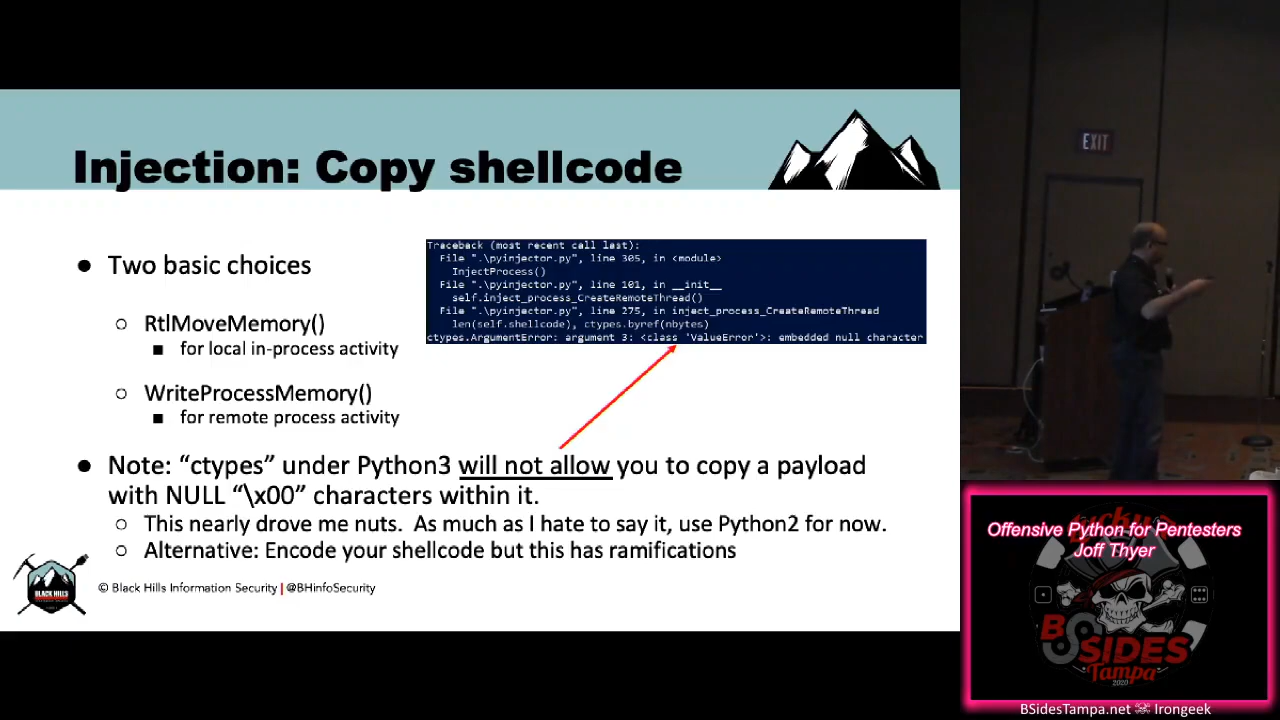 Injection: Copy shellcode
● Two basic choices
○ RtlMoveMemory()
■ for local in-process activity
○ WriteProcessMemory()
■ for remote process activity
Traceback (most recent call last):
File ".\pyinjector.py", line 305, in <module>
InjectProcess()
File ".\pyinjector.py", line 101, in __init__
self.inject_process_CreateRemoteThread()
File ".\pyinjector.py", line 275, in inject_process_CreateRemoteThread
len(self.shellcode), ctypes.byref(nbytes)
ctypes.ArgumentError: argument 3: <class 'ValueError'>: embedded null character
● Note: “ctypes” under Python3 will not allow you to copy a payload
with NULL “\x00” characters within it.
○ This nearly drove me nuts. As much as I hate to say it, use Python2 for now.
○ Alternative: Encode your shellcode but this has ramifications
BLACK HILLS
© Black Hills Information Security | @BHinfoSecurity
EXIT
Offensive Python for Pentesters
Joff Thyer
BSIDES
Tampa
2020
BSidesTampa.net ☠ Irongeek